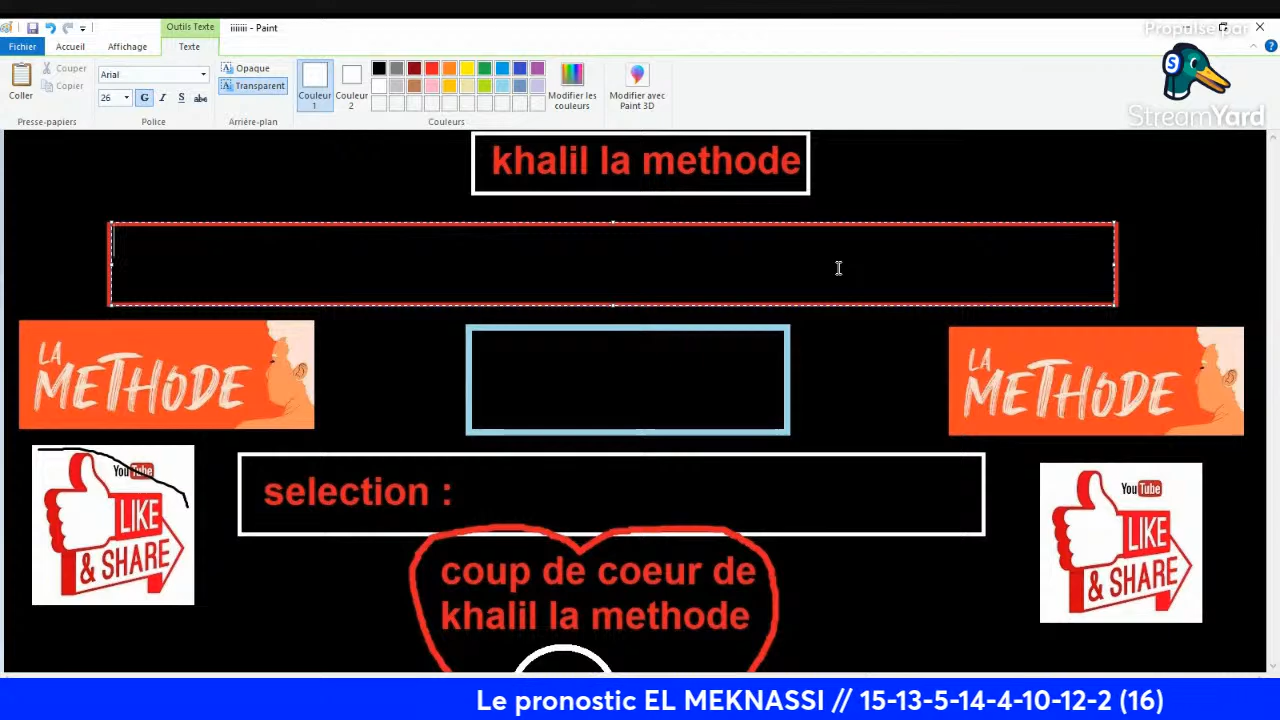 Outils Texte
iiiiiii - Paint
Propulsé par
Fichier
Accueil
Affichage
Texte
Coller
Couper
Copier
Presse-papiers
Arial
26
G I S abc
Police
Opaque
Transparent
Arrière-plan
Couleur 1
Couleur 2
Modifier les couleurs
Couleurs
Modifier avec Paint 3D
S
StreamYard
khalil la methode
LA
METHODE
LA
METHODE
YouTube
LIKE
& SHARE
selection :
YouTube
LIKE
& SHARE
coup de coeur de
khalil la methode
Le pronostic EL MEKNASSI // 15-13-5-14-4-10-12-2 (16)